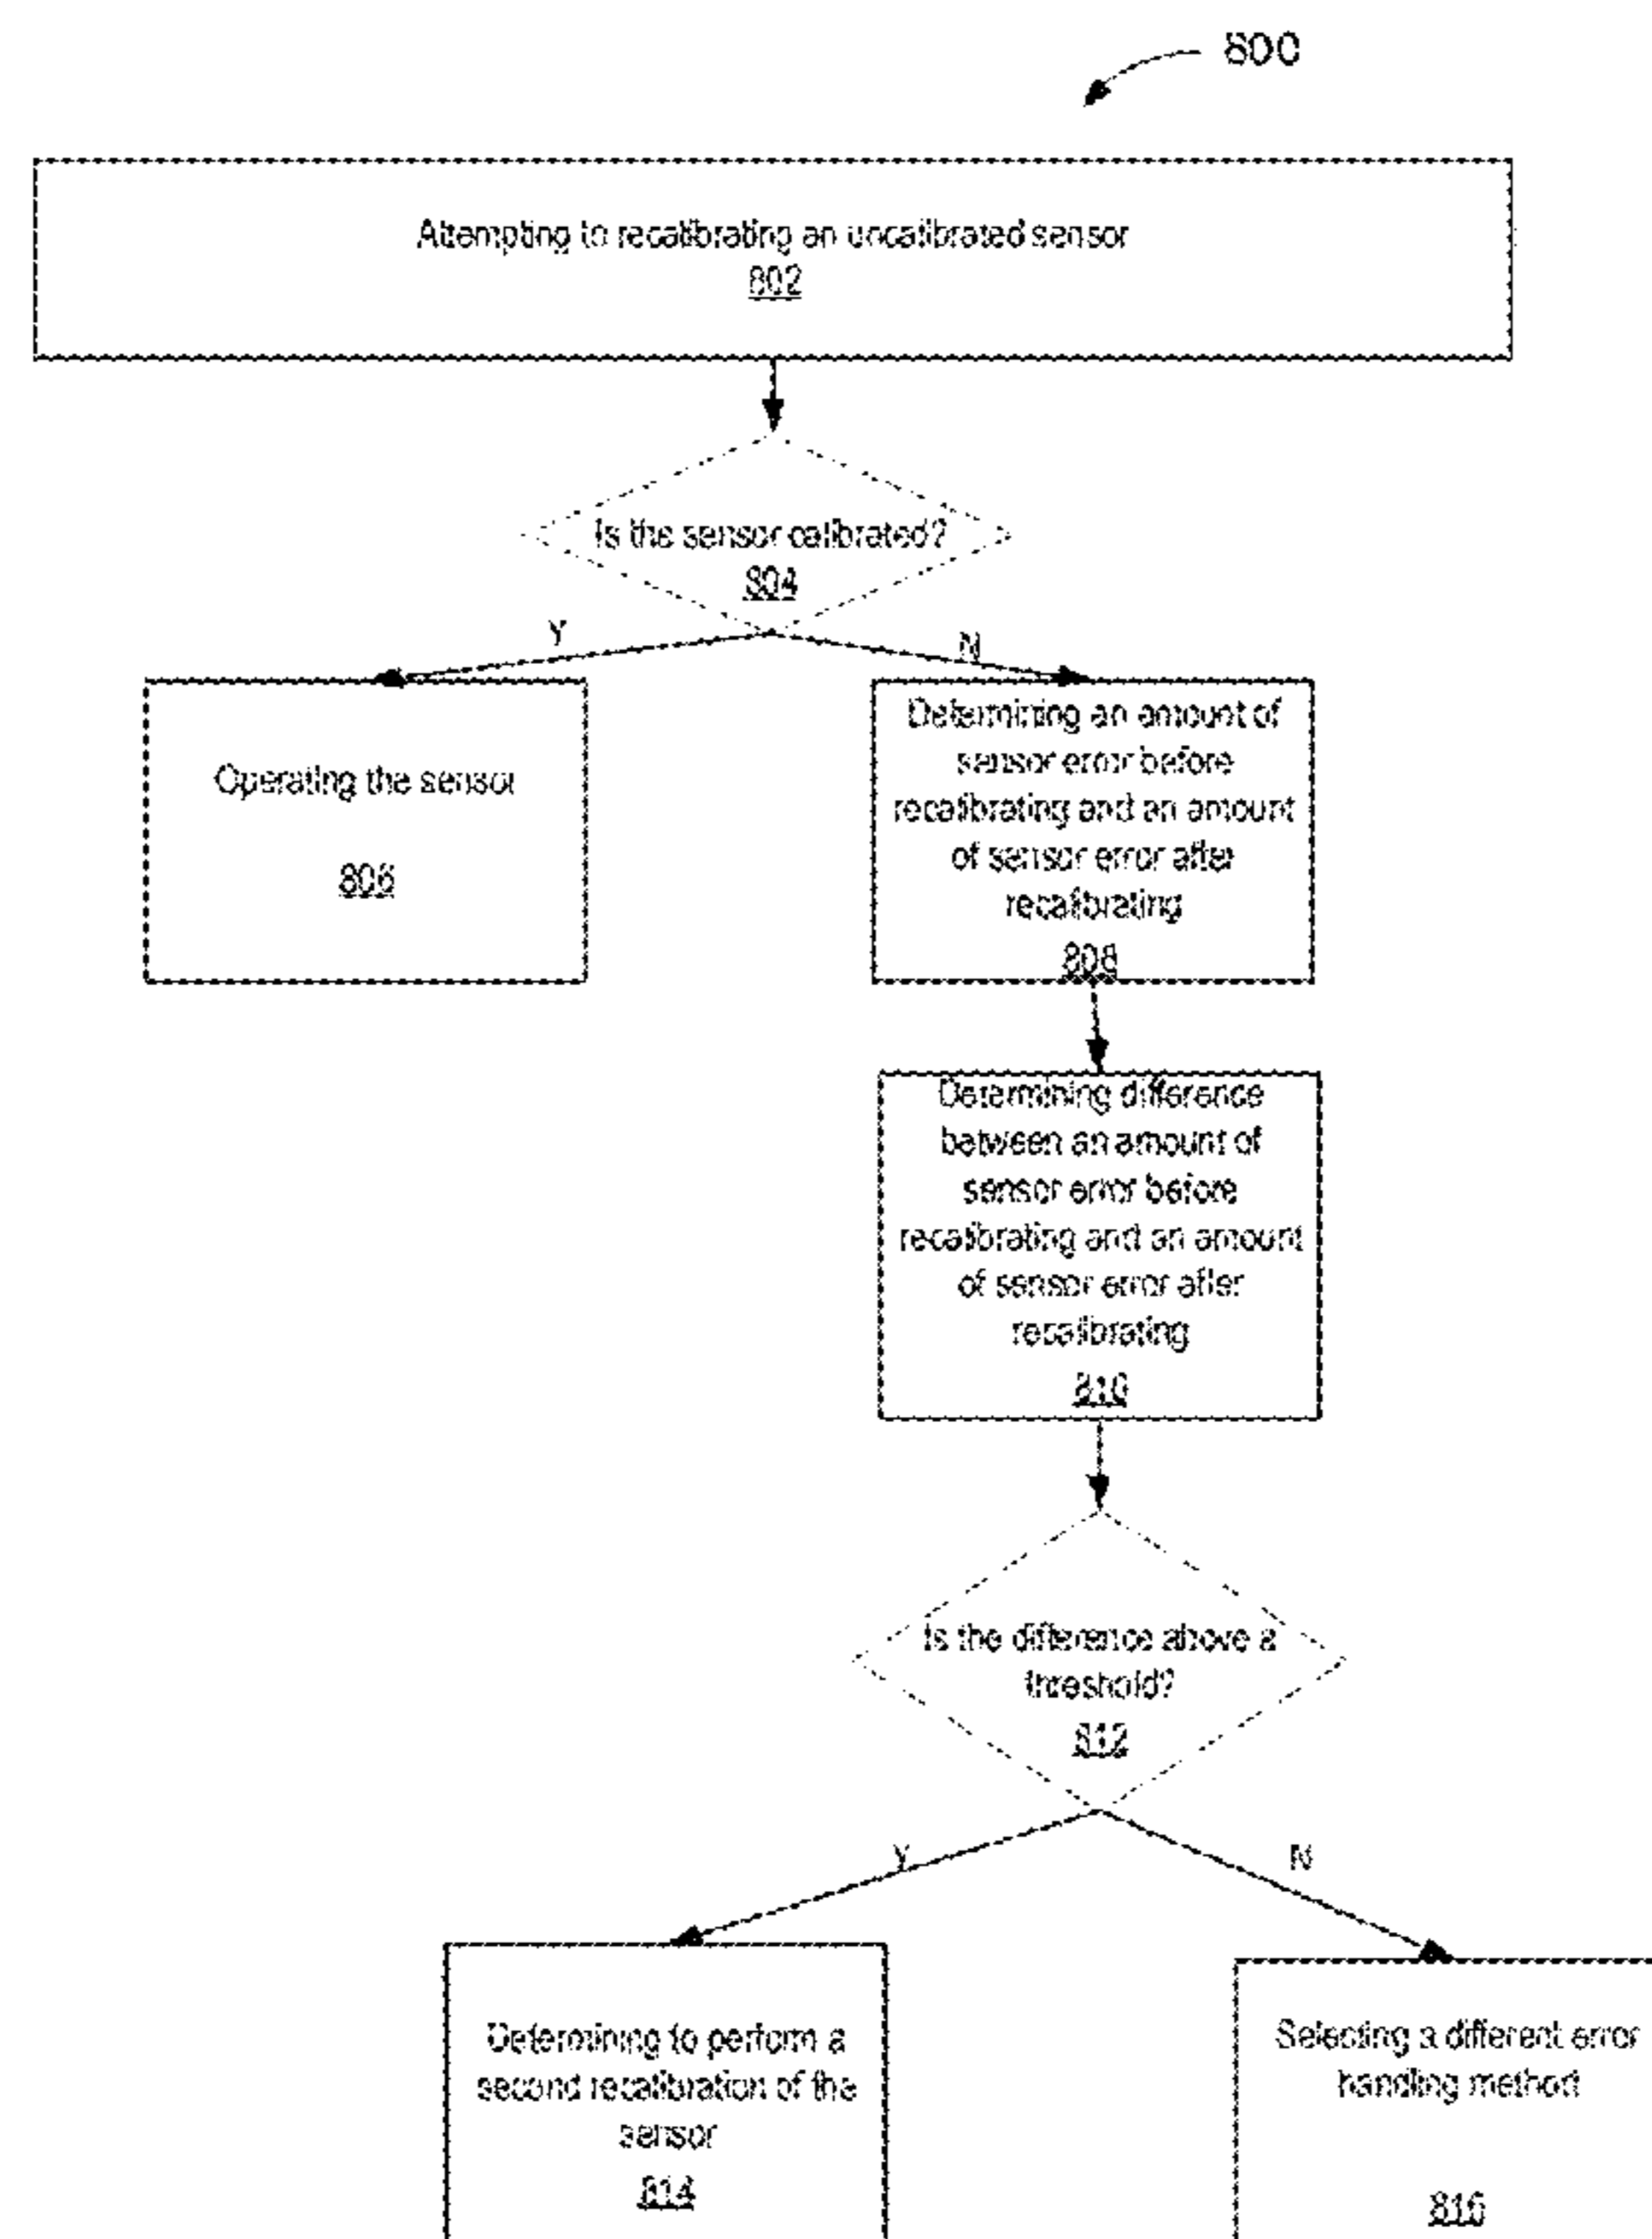 800
Attempting to recalibrating an uncalibrated sensor
802
Is the sensor calibrated?
804
Y
N
Operating the sensor
806
Determining an amount of
sensor error before
recalibrating and an amount
of sensor error after
recalibrating
808
Determining difference
between an amount of
sensor error before
recalibrating and an amount
of sensor error after
recalibrating
810
Is the difference above a
threshold?
812
Y
N
Determining to perform a
second recalibration of the
sensor
814
Selecting a different error
handling method
816